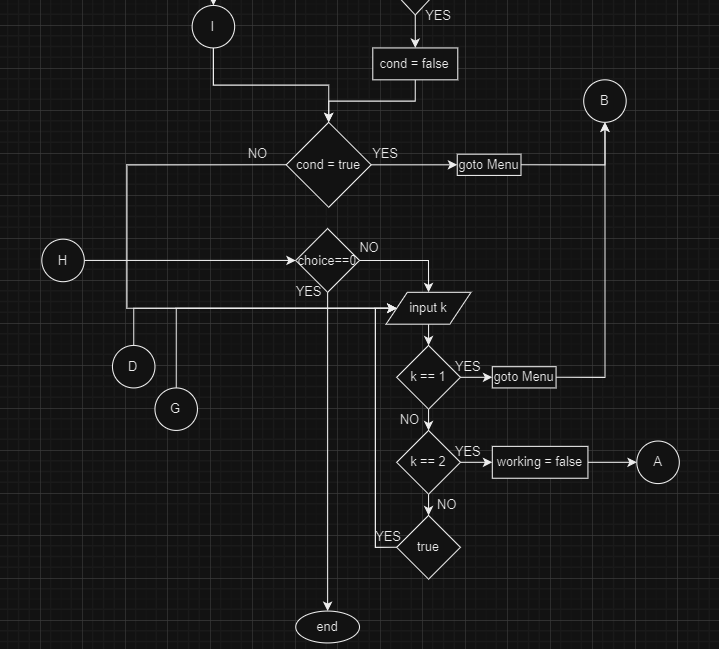 I
YES
cond = false
B
NO
cond = true
YES
goto Menu
H
choice==0
NO
YES
input k
D
G
k == 1
YES
goto Menu
NO
k == 2
YES
working = false
A
NO
YES
true
end